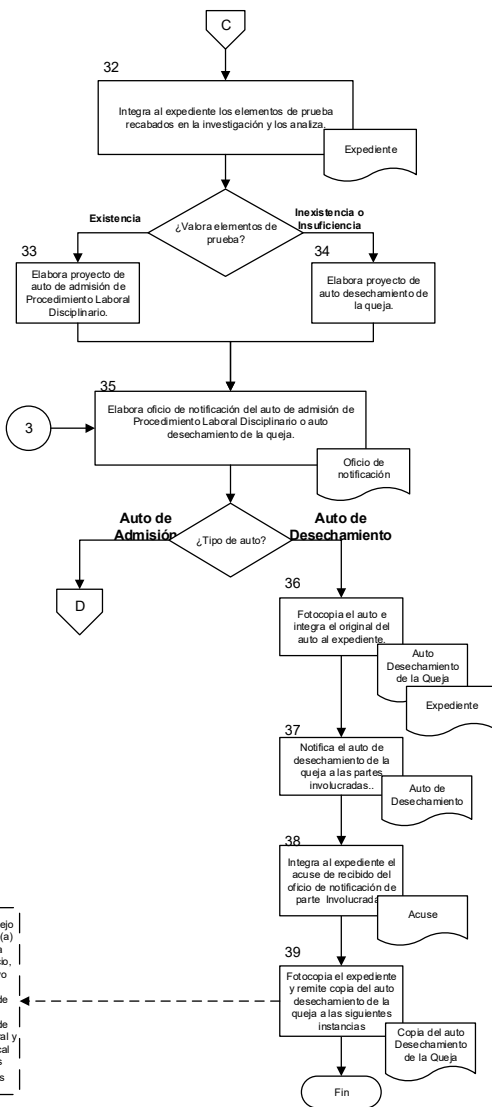 C
32
Integra al expediente los elementos de prueba
recabados en la investigación y los analiza.
Expediente
¿Valora elementos de
prueba?
Existencia
Inexistencia o
Insuficiencia
33
Elabora proyecto de
auto de admisión de
Procedimiento Laboral
Disciplinario.
34
Elabora proyecto de
auto desechamiento de
la queja.
35
3
Elabora oficio de notificación del auto de admisión de
Procedimiento Laboral Disciplinario o auto
desechamiento de la queja.
Oficio de
notificación
Auto de
Admisión
¿Tipo de auto?
Auto de
Desechamiento
D
36
Fotocopia el auto e
integra el original del
auto al expediente.
Auto
Desechamiento
de la Queja
Expediente
37
Notifica el auto de
desechamiento de la
queja a las partes
involucradas..
Auto de
Desechamiento
38
Integra al expediente el
acuse de recibido del
oficio de notificación de
parte Involucrada
Acuse
39
Fotocopia el expediente
y remite copia del auto
desechamiento de la
queja a las siguientes
instancias
Copia del auto
Desechamiento
de la Queja
Fin
ejo
(a)
a
io,
vo
de
de
al y
cal
s
s